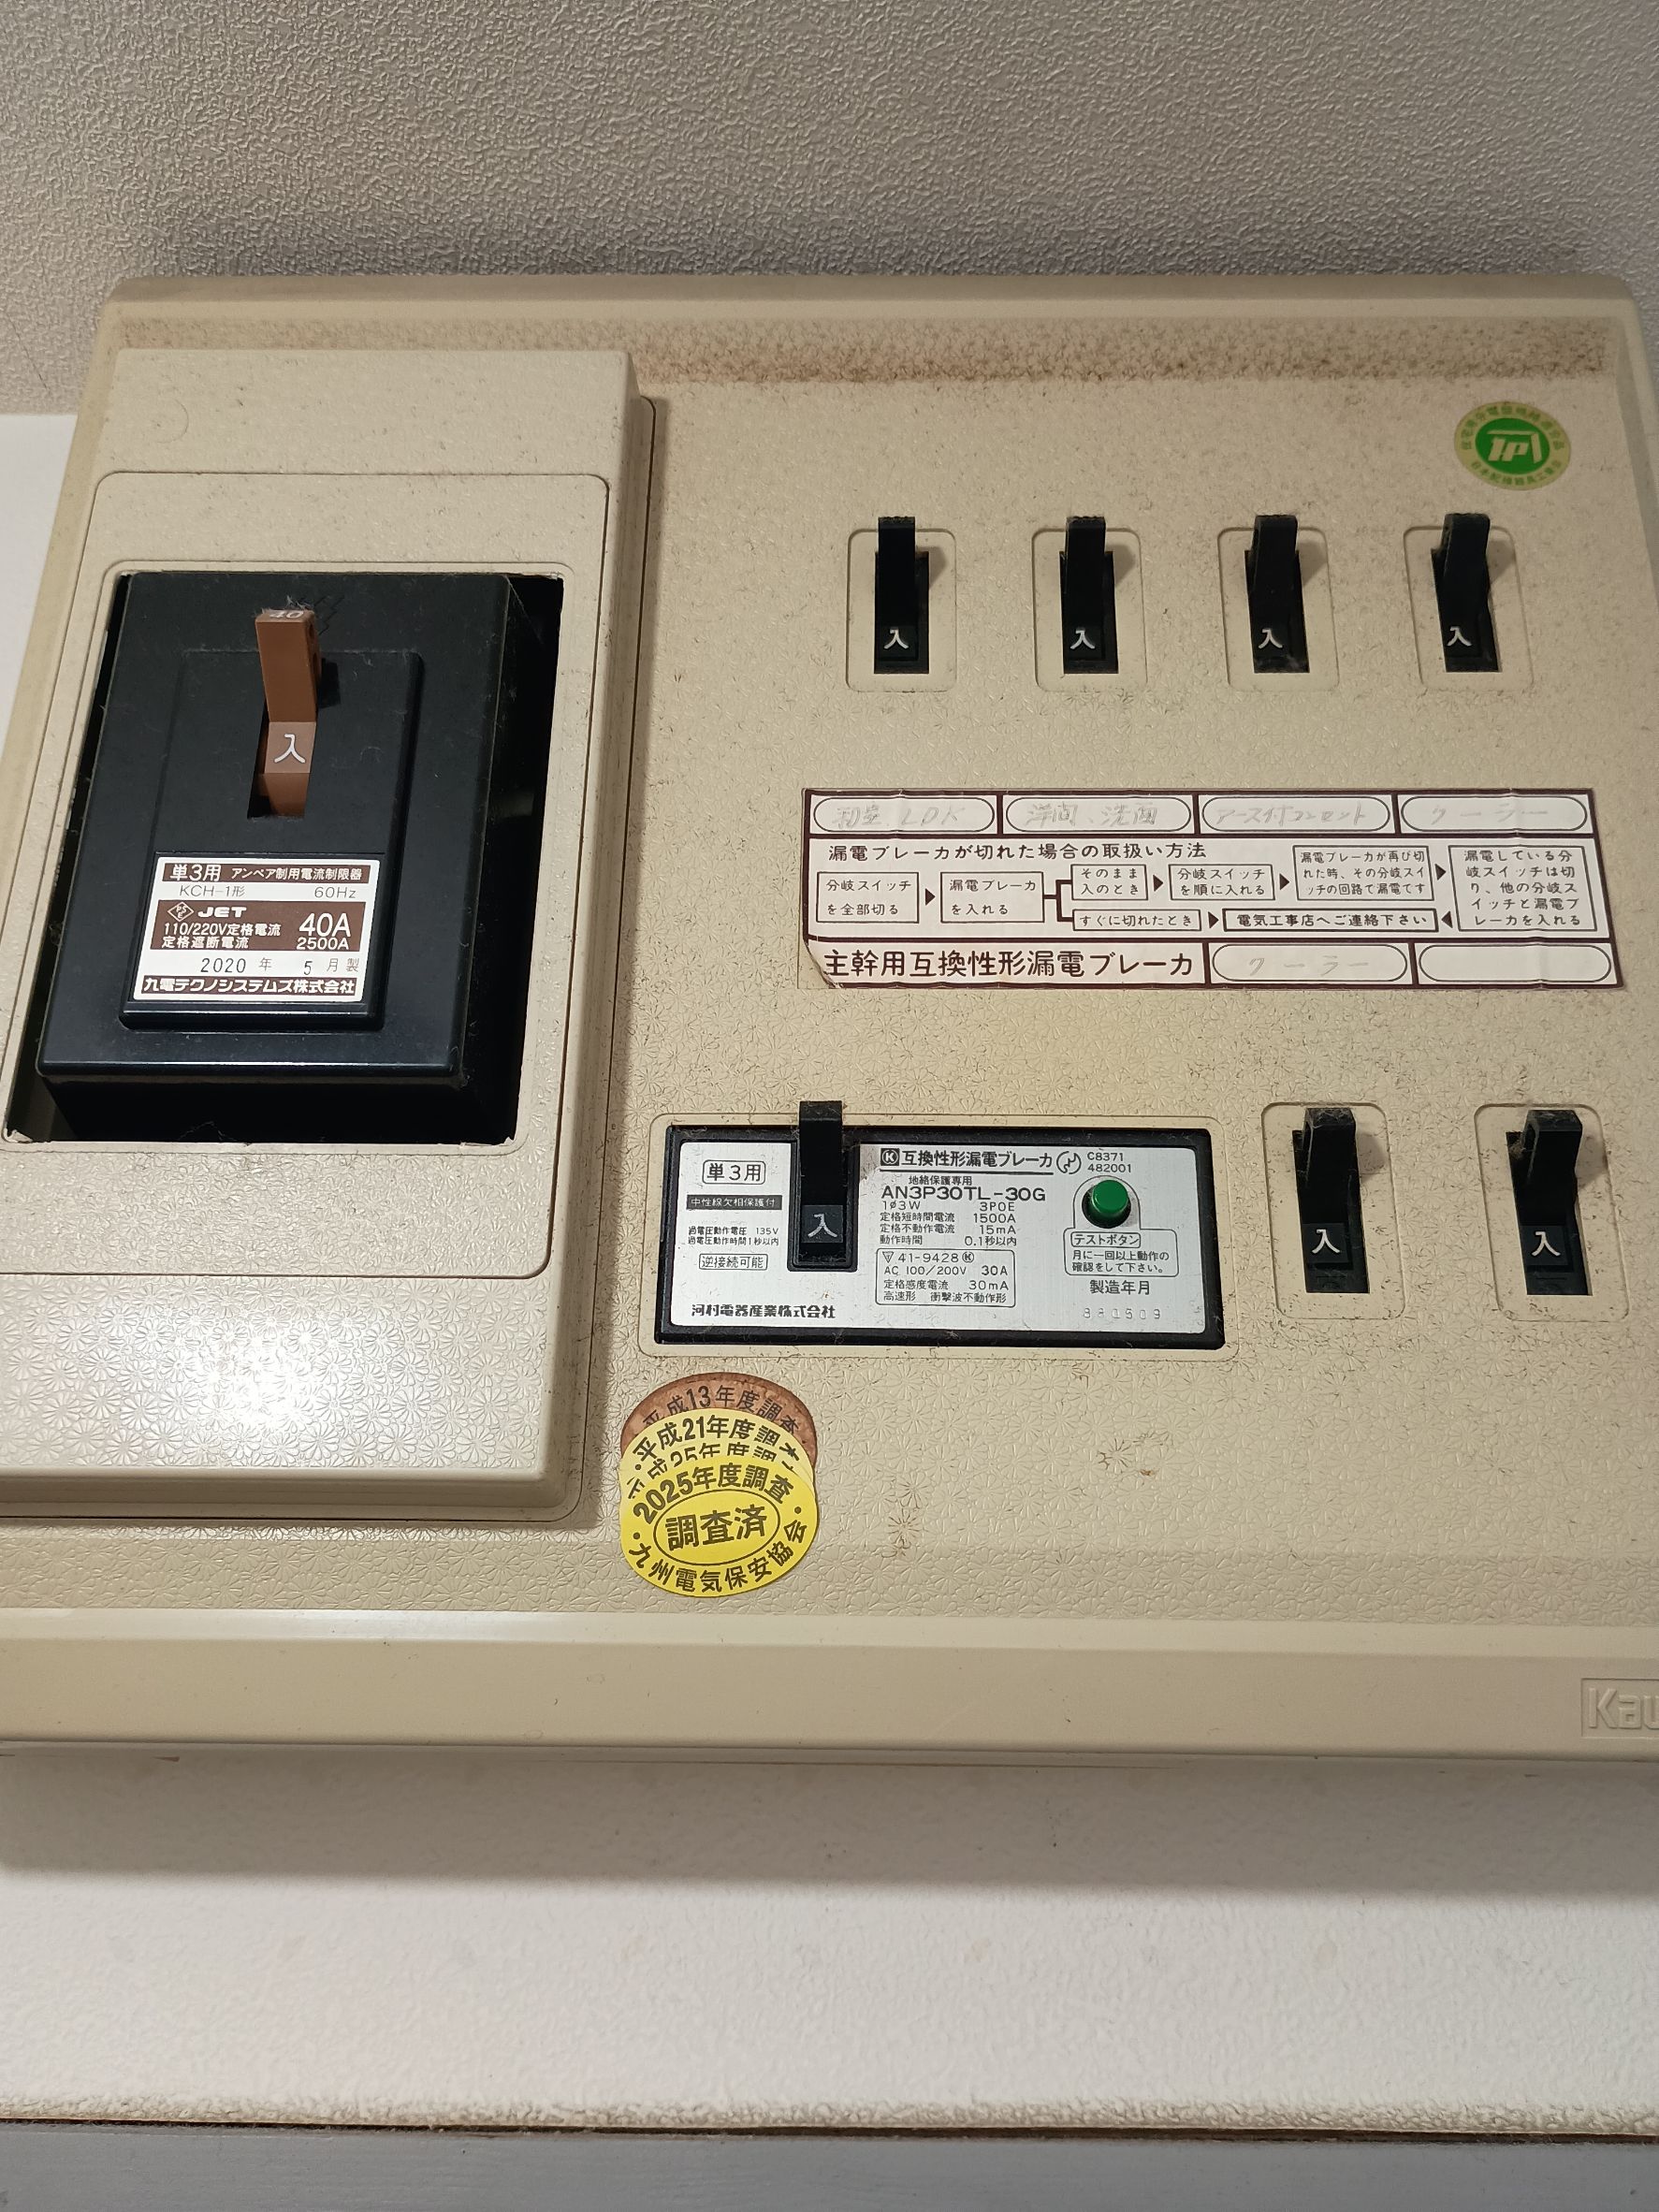 40
入
単3用 アンペア制用電流制限器
KCH-1形 60Hz
PSE JET
110/220V定格電流 40A
定格遮断電流 2500A
2020年 5月製
九電テクノシステムズ株式会社
入
入
入
入
和室 LDK
洋間、洗面
アース付コンセント
クーラー
漏電ブレーカが切れた場合の取扱い方法
分岐スイッチ
を全部切る
漏電ブレーカ
を入れる
そのまま
入のとき
分岐スイッチ
を順に入れる
漏電ブレーカが再び切
れた時、その分岐スイ
ッチの回路で漏電です
漏電している分
岐スイッチは切
り、他の分岐ス
イッチと漏電ブ
レーカを入れる
すぐに切れたとき
電気工事店へご連絡下さい
主幹用互換性形漏電ブレーカ
クーラー
単3用
中性線欠相保護付
過電圧動作電圧 135V
過電圧動作時間1秒以内
逆接続可能
河村電器産業株式会社
入
K 互換性形漏電ブレーカ
C8371
482001
地絡保護専用
AN3P30TL-30G
1φ3W 3P0E
定格短時間電流 1500A
定格不動作電流 15mA
動作時間 0.1秒以内
41-9428 K
AC 100/200V 30A
定格感度電流 30mA
高速形 衝撃波不動作形
テストボタン
月に一回以上動作の
確認をして下さい。
製造年月
入
入
平成13年度調査
平成21年度調
成25年度調
2025年度調査
調査済
九州電気保安協会
Kaw